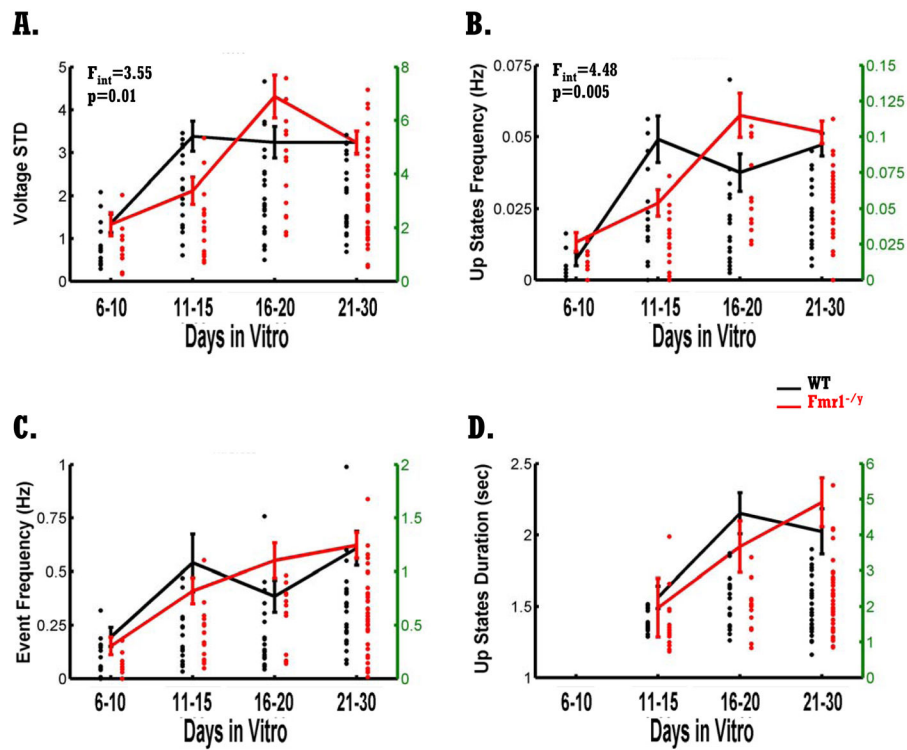 A.
F_int=3.55
p=0.01
Voltage STD
5
4
3
2
1
0
8
6
4
2
0
6-10 11-15 16-20 21-30
Days in Vitro
B.
F_int=4.48
p=0.005
Up States Frequency (Hz)
0.075
0.05
0.025
0
0.15
0.125
0.1
0.075
0.05
0.025
0
6-10 11-15 16-20 21-30
Days in Vitro
WT
Fmr1^-/y
C.
Event Frequency (Hz)
1
0.75
0.5
0.25
0
2
1.5
1
0.5
0
6-10 11-15 16-20 21-30
Days in Vitro
D.
Up States Duration (sec)
2.5
2
1.5
1
6
5
4
3
2
1
0
6-10 11-15 16-20 21-30
Days in Vitro